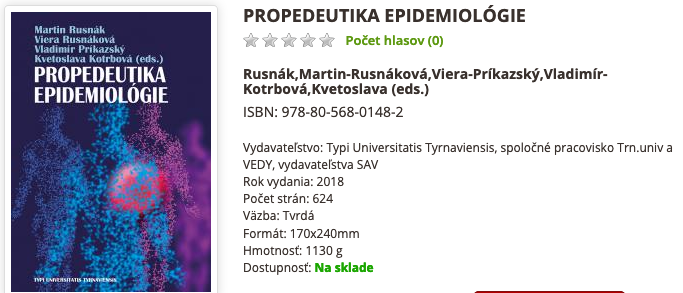 Martin Rusnák
Viera Rusnáková
Vladimír Príkazský
Kvetoslava Kotrbová (eds.)
PROPEDEUTIKA
EPIDEMIOLÓGIE
TYPI UNIVERSITATIS TYRNAVIENSIS
PROPEDEUTIKA EPIDEMIOLÓGIE
Počet hlasov (0)
Rusnák,Martin-Rusnáková,Viera-Príkazský,Vladimír-
Kotrbová,Kvetoslava (eds.)
ISBN: 978-80-568-0148-2
Vydavateľstvo: Typi Universitatis Tyrnaviensis, spoločné pracovisko Trn.univ a
VEDY, vydavateľstva SAV
Rok vydania: 2018
Počet strán: 624
Väzba: Tvrdá
Formát: 170x240mm
Hmotnosť: 1130 g
Dostupnosť: Na sklade